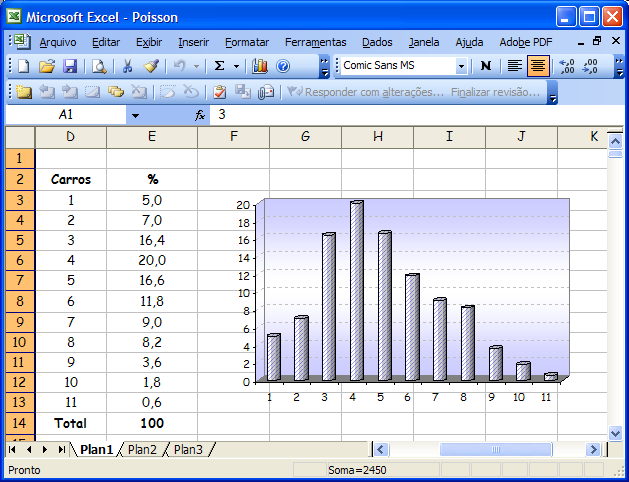 Microsoft Excel - Poisson
Arquivo Editar Exibir Inserir Formatar Ferramentas Dados Janela Ajuda Adobe PDF
Comic Sans MS N
Responder com alterações... Finalizar revisão...
A1 fx 3
D E F G H I J K
1
2 Carros %
3 1 5,0
4 2 7,0
5 3 16,4
6 4 20,0
7 5 16,6
8 6 11,8
9 7 9,0
10 8 8,2
11 9 3,6
12 10 1,8
13 11 0,6
14 Total 100
20
18
16
14
12
10
8
6
4
2
0
1 2 3 4 5 6 7 8 9 10 11
Plan1 Plan2 Plan3
Pronto Soma=2450